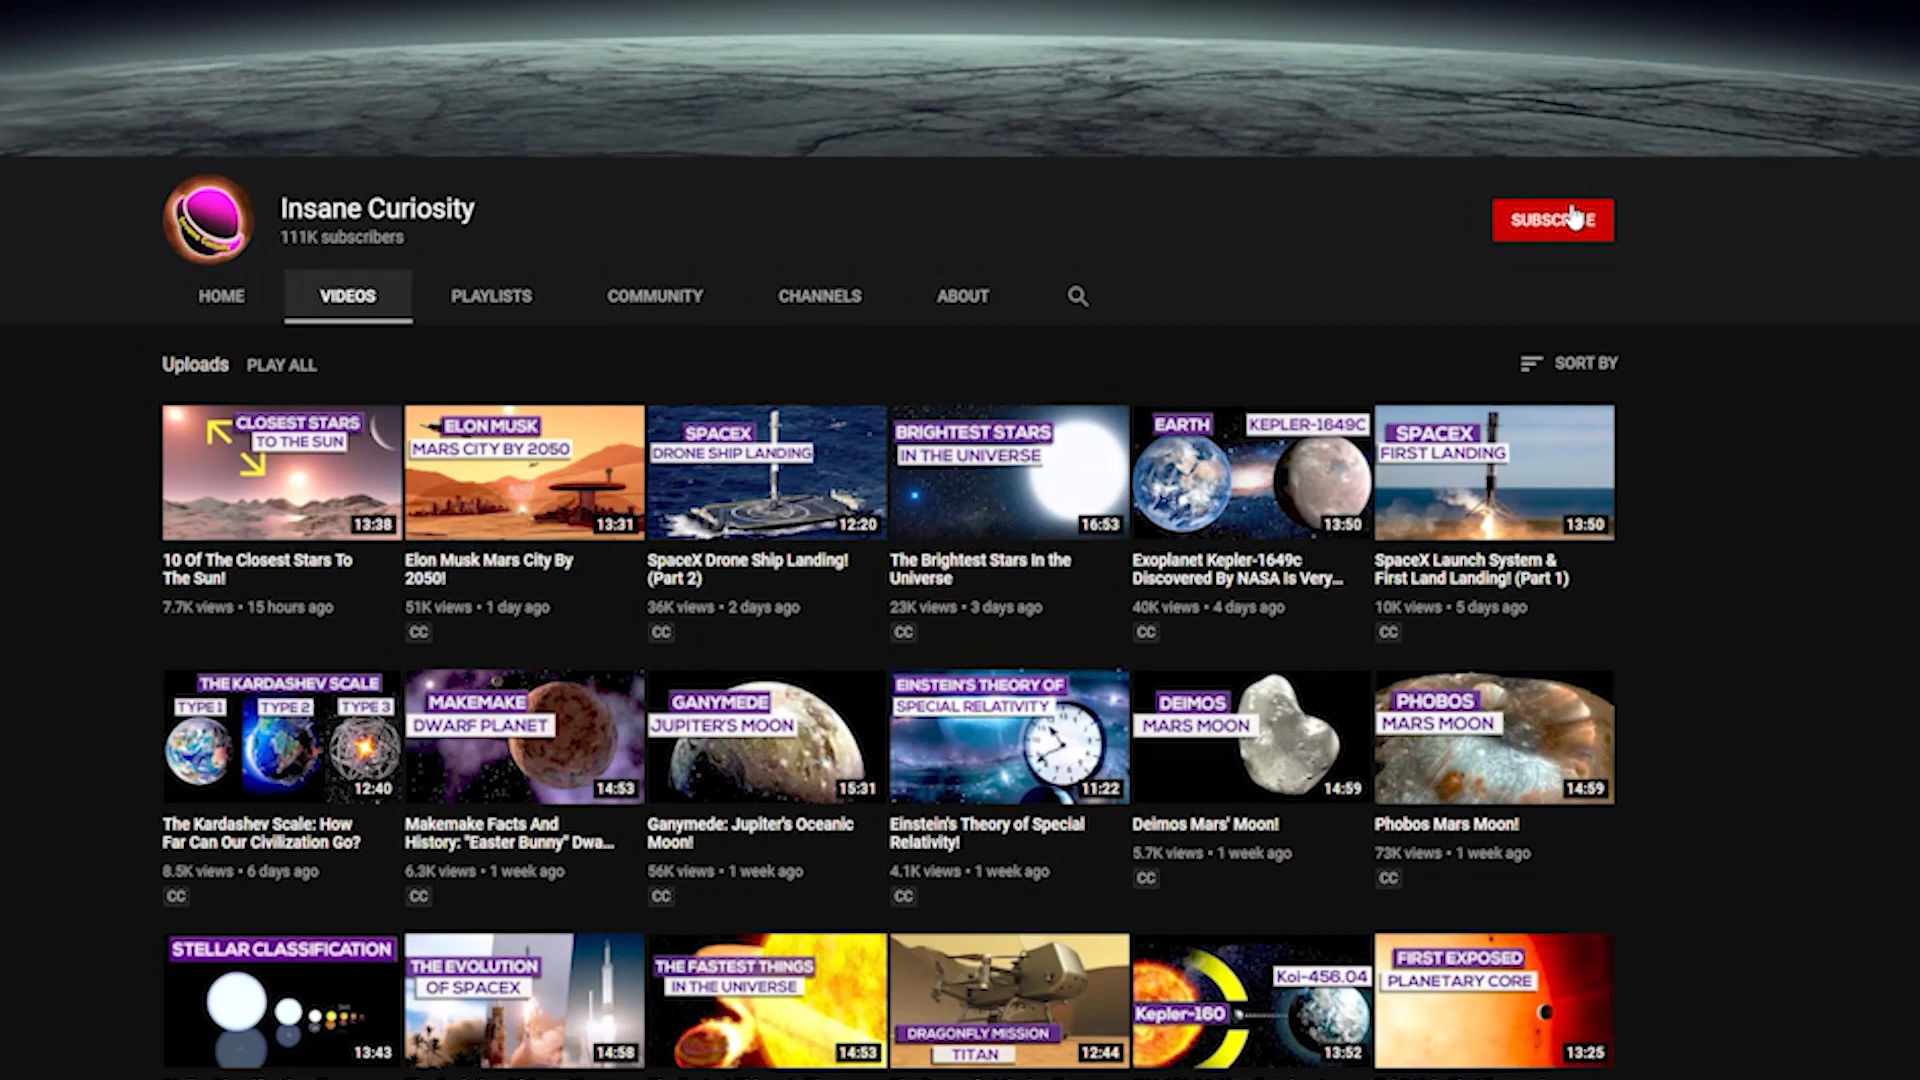 Insane Curiosity
111K subscribers
SUBSCRIBE
HOME VIDEOS PLAYLISTS COMMUNITY CHANNELS ABOUT
Uploads PLAY ALL
SORT BY
CLOSEST STARS
TO THE SUN
13:38
ELON MUSK
MARS CITY BY 2050
13:31
SPACEX
DRONE SHIP LANDING
12:20
BRIGHTEST STARS
IN THE UNIVERSE
16:53
EARTH KEPLER-1649C
13:50
SPACEX
FIRST LANDING
13:50
10 Of The Closest Stars To
The Sun!
7.7K views • 15 hours ago
Elon Musk Mars City By
2050!
51K views • 1 day ago
CC
SpaceX Drone Ship Landing!
(Part 2)
36K views • 2 days ago
CC
The Brightest Stars In the
Universe
23K views • 3 days ago
CC
Exoplanet Kepler-1649c
Discovered By NASA Is Very...
40K views • 4 days ago
CC
SpaceX Launch System &
First Land Landing! (Part 1)
10K views • 5 days ago
CC
THE KARDASHEV SCALE
TYPE 1 TYPE 2 TYPE 3
12:40
MAKEMAKE
DWARF PLANET
14:53
GANYMEDE
JUPITER'S MOON
15:31
EINSTEIN'S THEORY OF
SPECIAL RELATIVITY
11:22
DEIMOS
MARS MOON
14:59
PHOBOS
MARS MOON
14:59
The Kardashev Scale: How
Far Can Our Civilization Go?
8.5K views • 6 days ago
CC
Makemake Facts And
History: "Easter Bunny" Dwa...
6.3K views • 1 week ago
CC
Ganymede: Jupiter's Oceanic
Moon!
56K views • 1 week ago
CC
Einstein's Theory of Special
Relativity!
4.1K views • 1 week ago
CC
Deimos Mars' Moon!
5.7K views • 1 week ago
CC
Phobos Mars Moon!
73K views • 1 week ago
CC
STELLAR CLASSIFICATION
13:43
THE EVOLUTION
OF SPACEX
14:58
THE FASTEST THINGS
IN THE UNIVERSE
14:53
DRAGONFLY MISSION
TITAN
12:44
Koi-456.04
Kepler-160
13:52
FIRST EXPOSED
PLANETARY CORE
13:25